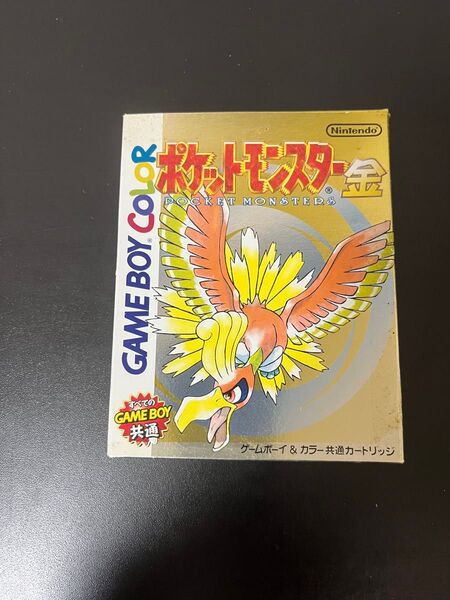 Nintendo®
ポケットモンスター金
POCKET MONSTERS®
GAME BOY COLOR
すべての
GAME BOY
共通
ゲームボーイ&カラー共通カートリッジ